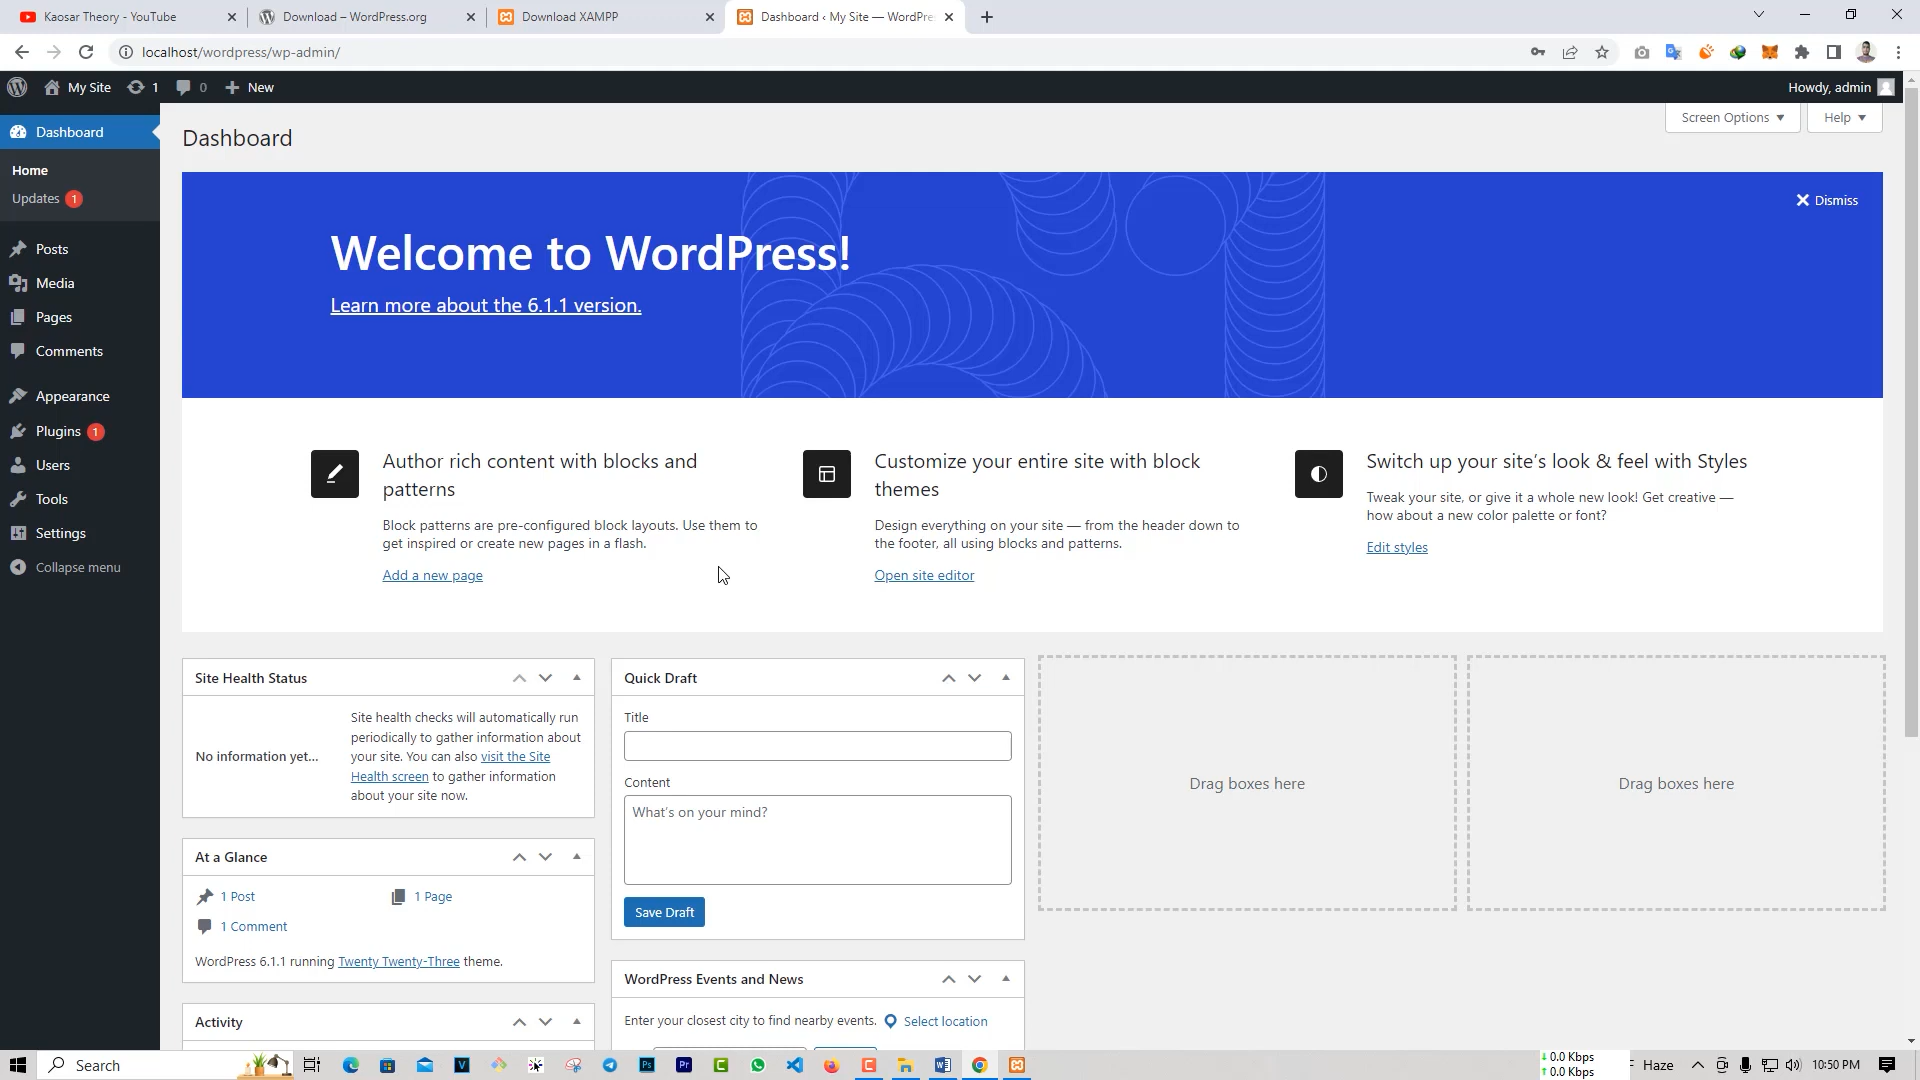 Kaosar Theory - YouTube
Download – WordPress.org
Download XAMPP
Dashboard ‹ My Site — WordPre
localhost/wordpress/wp-admin/
My Site
1
0
New
Howdy, admin
Dashboard
Home
Updates 1
Posts
Media
Pages
Comments
Appearance
Plugins 1
Users
Tools
Settings
Collapse menu
Dashboard
Screen Options
Help
Dismiss
Welcome to WordPress!
Learn more about the 6.1.1 version.
Author rich content with blocks and
patterns
Block patterns are pre-configured block layouts. Use them to
get inspired or create new pages in a flash.
Add a new page
Customize your entire site with block
themes
Design everything on your site — from the header down to
the footer, all using blocks and patterns.
Open site editor
Switch up your site’s look & feel with Styles
Tweak your site, or give it a whole new look! Get creative —
how about a new color palette or font?
Edit styles
Site Health Status
No information yet...
Site health checks will automatically run
periodically to gather information about
your site. You can also visit the Site
Health screen to gather information
about your site now.
At a Glance
1 Post
1 Page
1 Comment
WordPress 6.1.1 running Twenty Twenty-Three theme.
Activity
Quick Draft
Title
Content
What’s on your mind?
Save Draft
WordPress Events and News
Enter your closest city to find nearby events.
Select location
Drag boxes here
Drag boxes here
Search
0.0 Kbps
0.0 Kbps
Haze
10:50 PM